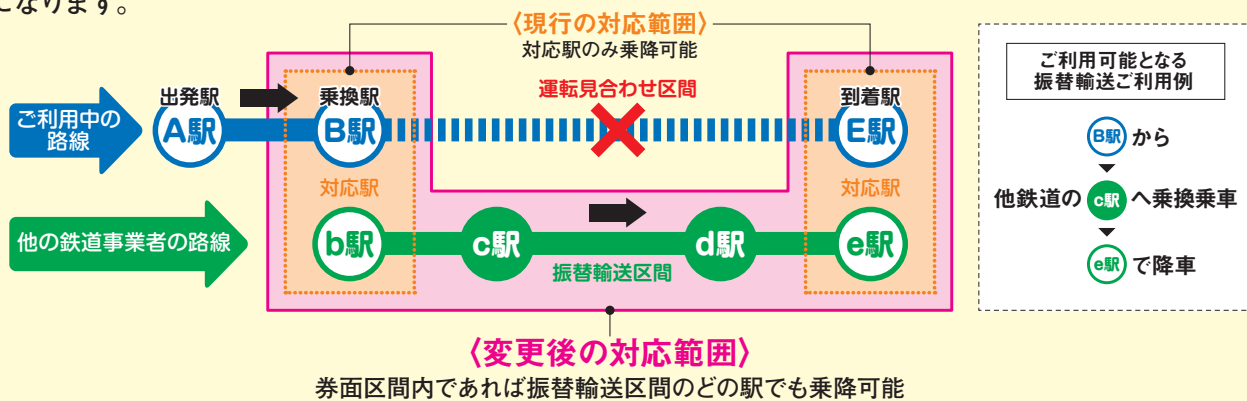 になります。
〈現行の対応範囲〉
対応駅のみ乗降可能
ご利用中の
路線
出発駅
A駅
乗換駅
B駅
運転見合わせ区間
到着駅
E駅
対応駅
対応駅
他の鉄道事業者の路線
b駅
c駅
d駅
e駅
振替輸送区間
〈変更後の対応範囲〉
券面区間内であれば振替輸送区間のどの駅でも乗降可能
ご利用可能となる
振替輸送ご利用例
B駅から
他鉄道のc駅へ乗換乗車
e駅で降車